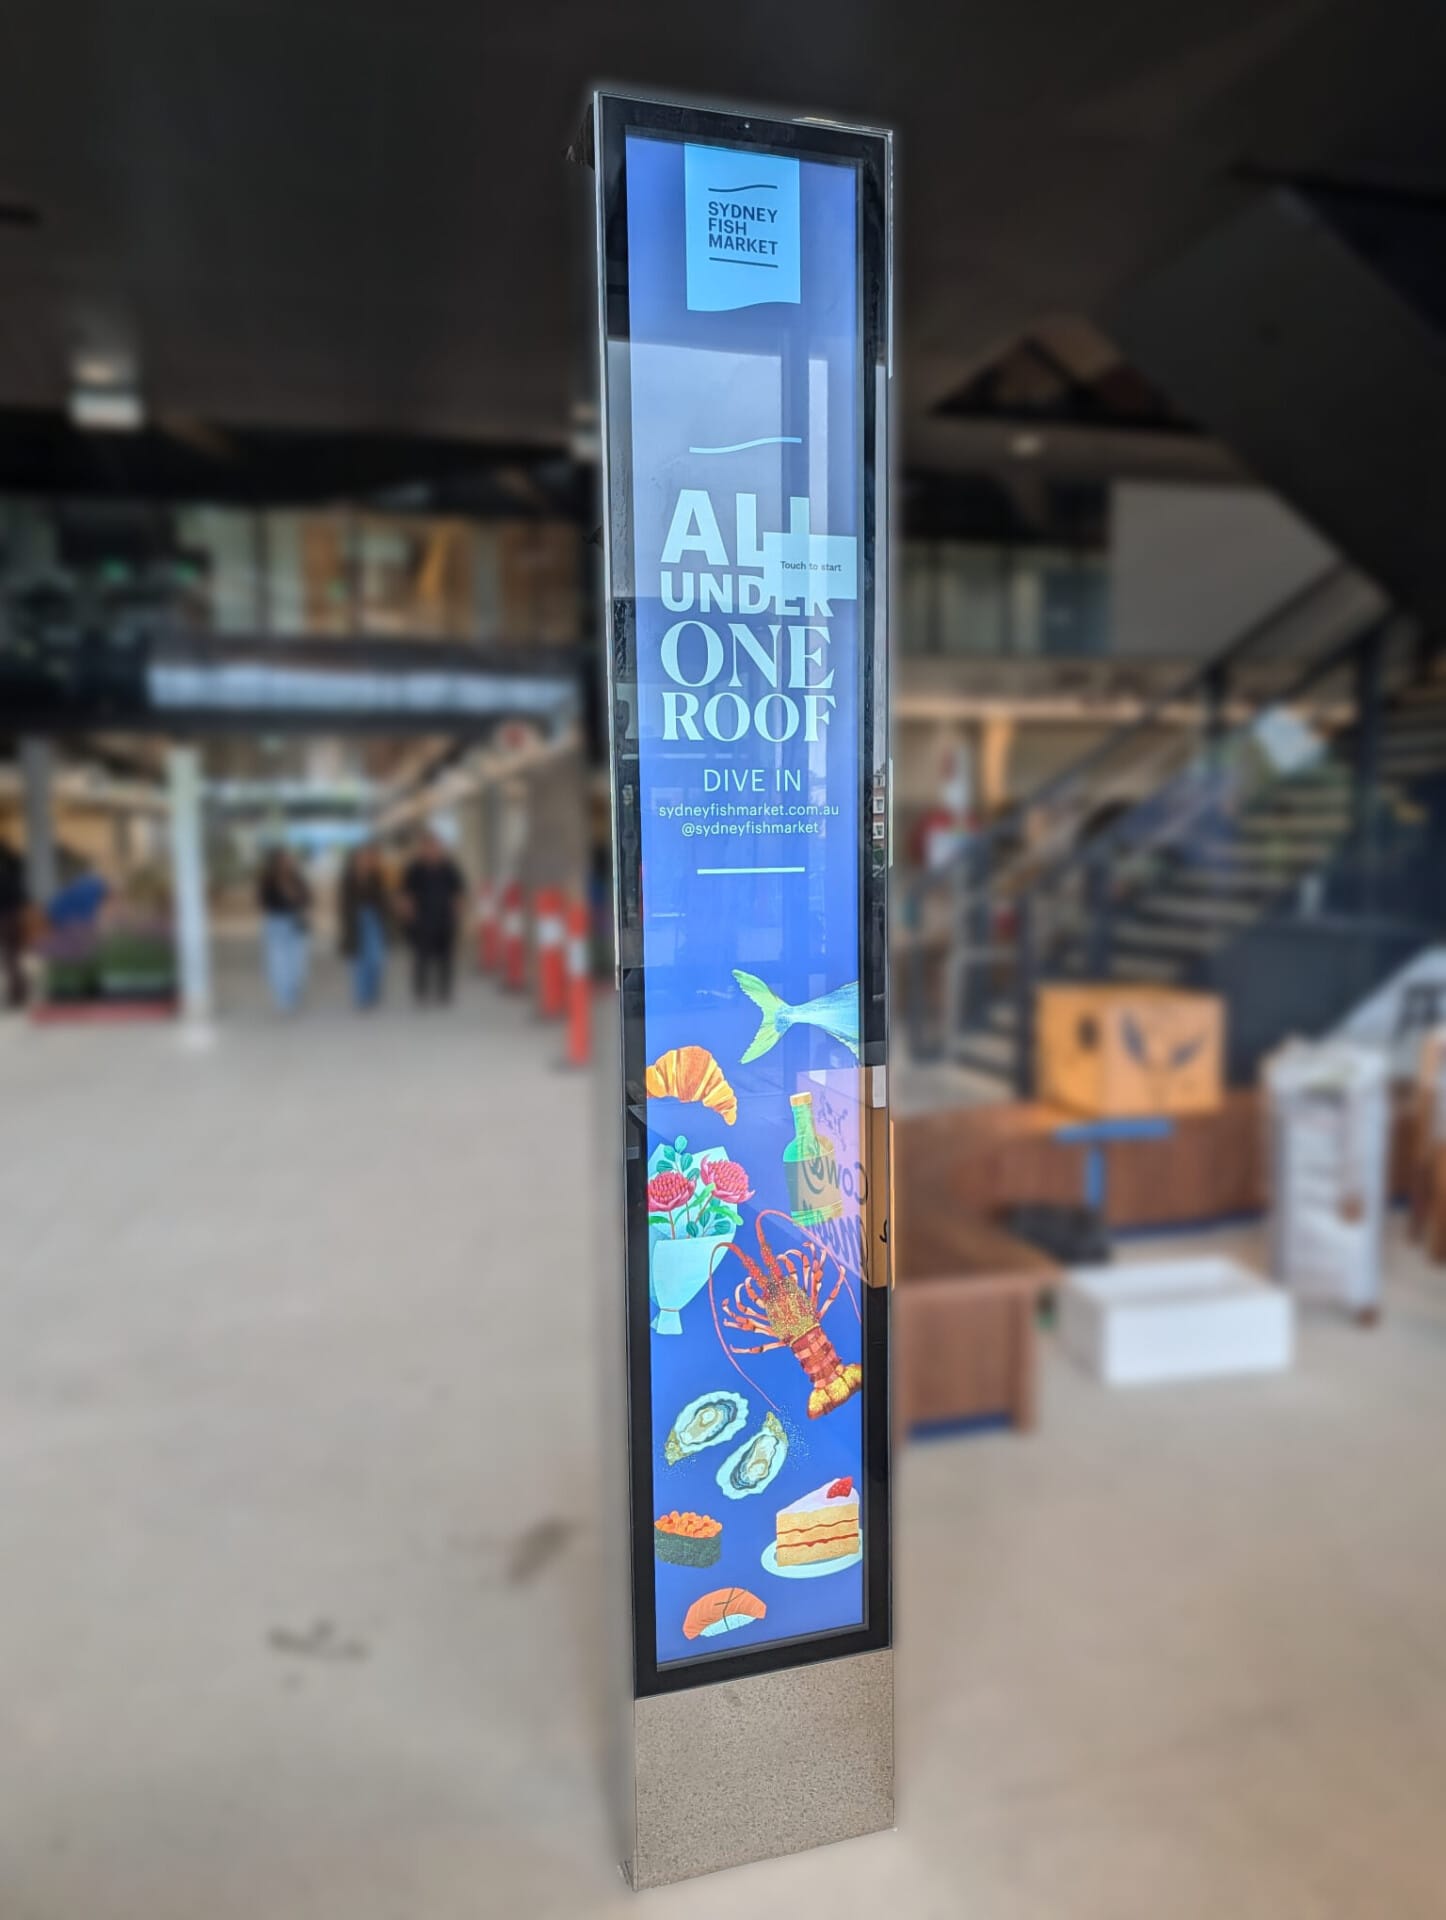 SYDNEY
FISH
MARKET
ALL
Touch to start
UNDER
ONE
ROOF
DIVE IN
sydneyfishmarket.com.au
@sydneyfishmarket